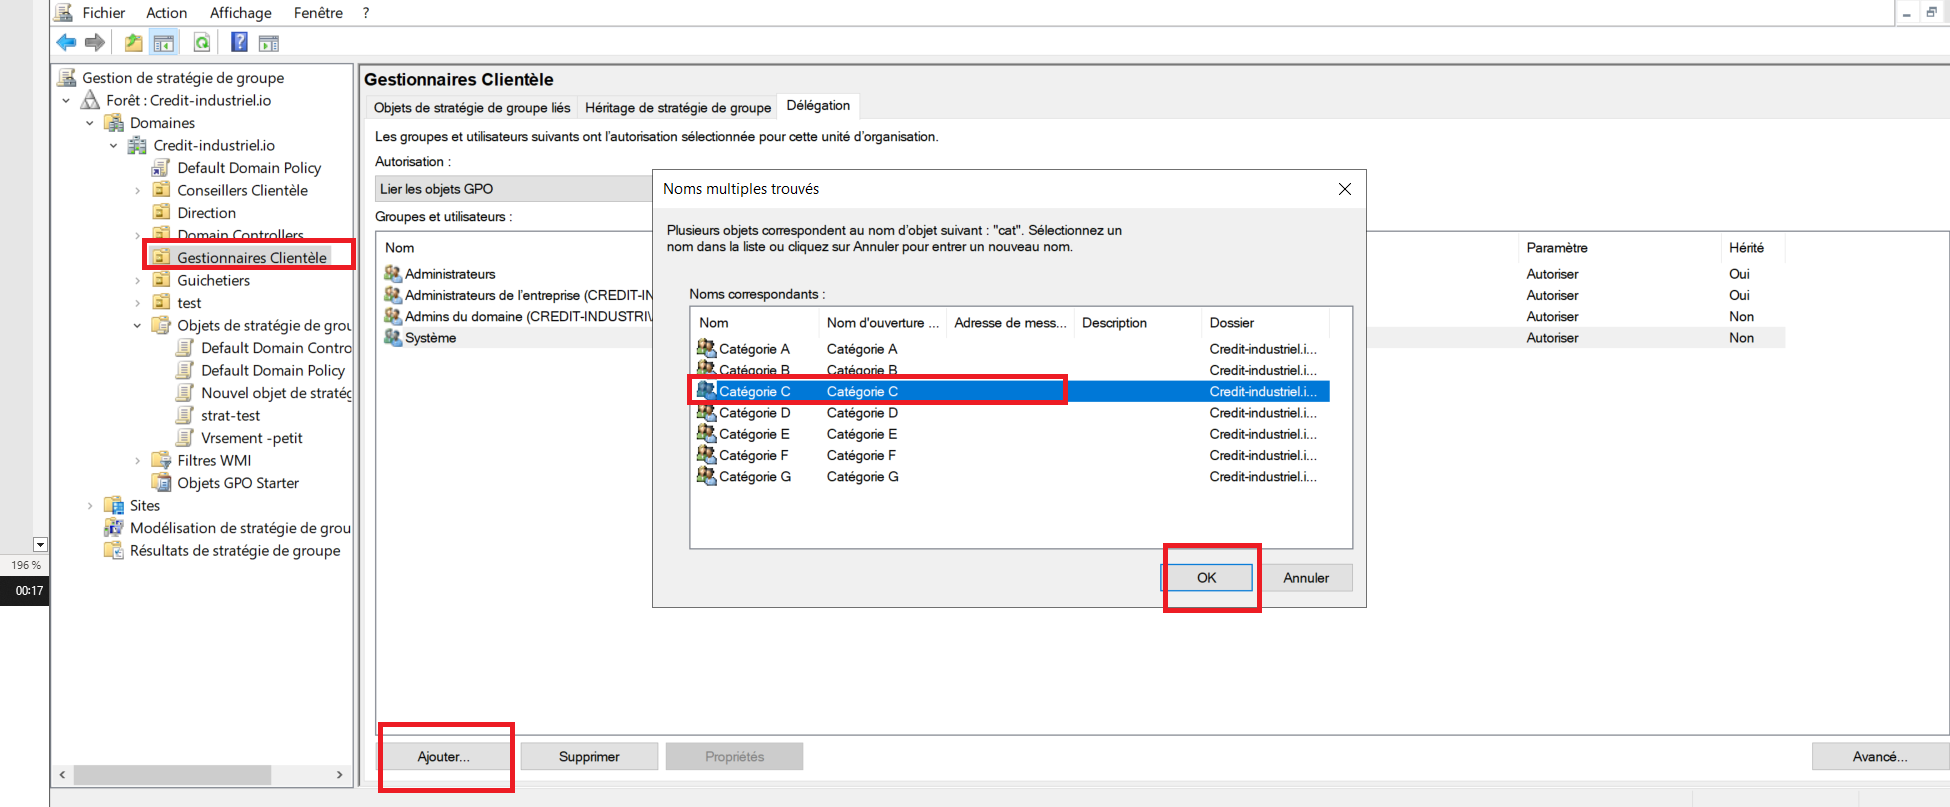 Fichier Action Affichage Fenêtre ?
Gestion de stratégie de groupe
Forêt : Credit-industriel.io
Domaines
Credit-industriel.io
Default Domain Policy
Conseillers Clientèle
Direction
Domain Controllers
Gestionnaires Clientèle
Guichetiers
test
Objets de stratégie de grou
Default Domain Contro
Default Domain Policy
Nouvel objet de stratég
strat-test
Vrsement -petit
Filtres WMI
Objets GPO Starter
Sites
Modélisation de stratégie de grou
Résultats de stratégie de groupe
196 %
00:17
Gestionnaires Clientèle
Objets de stratégie de groupe liés Héritage de stratégie de groupe Délégation
Les groupes et utilisateurs suivants ont l'autorisation sélectionnée pour cette unité d'organisation.
Autorisation :
Lier les objets GPO
Groupes et utilisateurs :
Nom Paramètre Hérité
Administrateurs Autoriser Oui
Administrateurs de l'entreprise (CREDIT-IN Autoriser Oui
Admins du domaine (CREDIT-INDUSTRI\ Autoriser Non
Système Autoriser Non
Noms multiples trouvés
Plusieurs objets correspondent au nom d'objet suivant : "cat". Sélectionnez un
nom dans la liste ou cliquez sur Annuler pour entrer un nouveau nom.
Noms correspondants :
Nom Nom d'ouverture ... Adresse de mess... Description Dossier
Catégorie A Catégorie A Credit-industriel.i...
Catégorie B Catégorie B Credit-industriel.i...
Catégorie C Catégorie C Credit-industriel.i...
Catégorie D Catégorie D Credit-industriel.i...
Catégorie E Catégorie E Credit-industriel.i...
Catégorie F Catégorie F Credit-industriel.i...
Catégorie G Catégorie G Credit-industriel.i...
OK Annuler
Ajouter... Supprimer Propriétés Avancé...